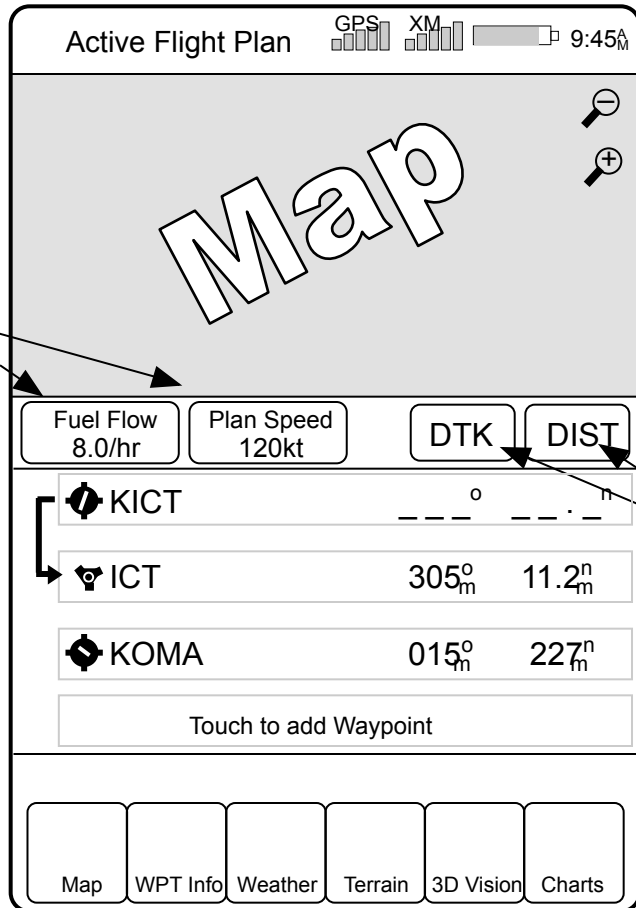 Active Flight Plan GPS XM 9:45AM
Map
Fuel Flow
8.0/hr
Plan Speed
120kt
DTK
DIST
KICT _ _ _° _ _ . _n
ICT 305°m 11.2nm
KOMA 015°m 227nm
Touch to add Waypoint
Map WPT Info Weather Terrain 3D Vision Charts